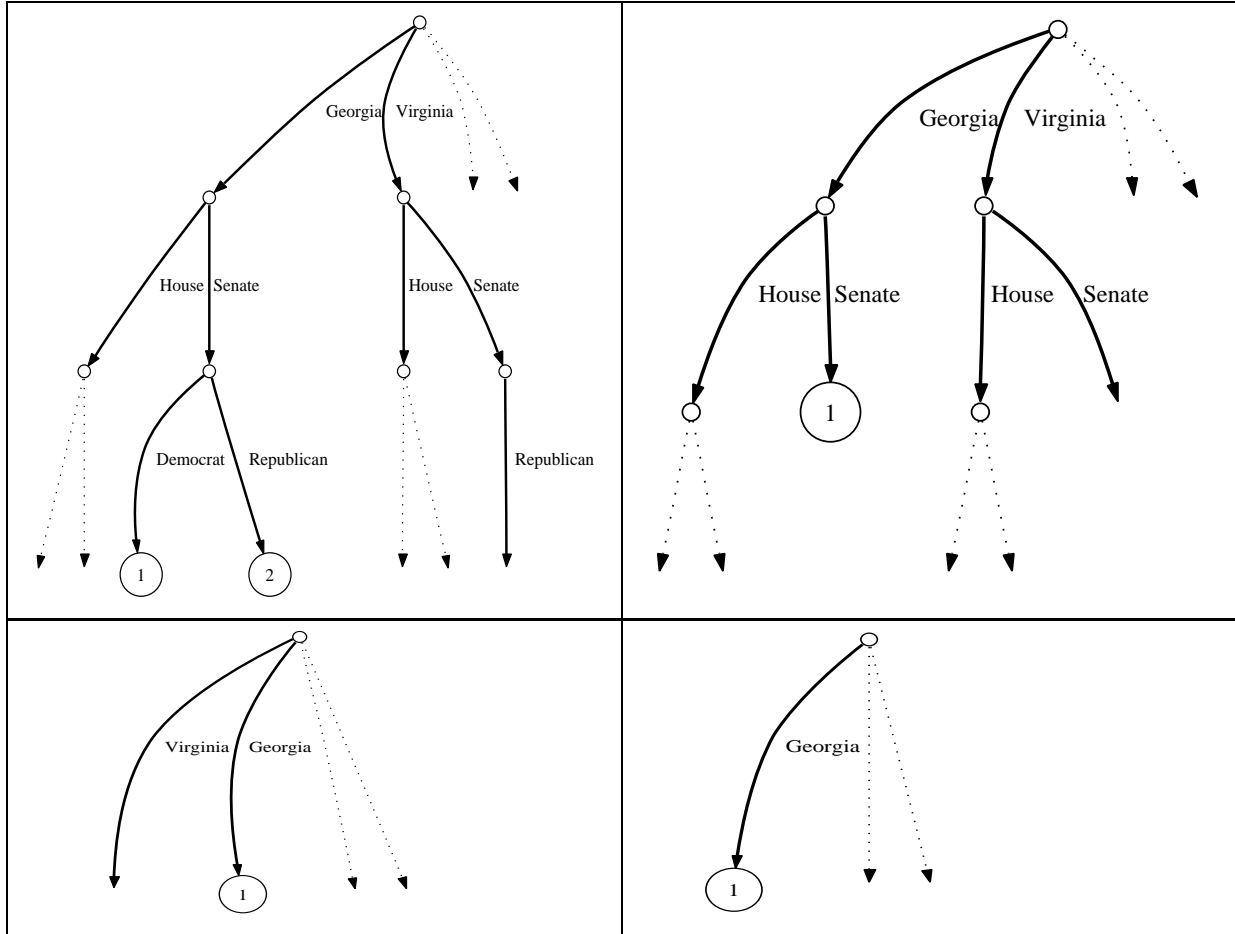 Georgia Virginia
House Senate House Senate
Democrat Republican Republican
1 2
Georgia Virginia
House Senate House Senate
1
Virginia Georgia
1
Georgia
1